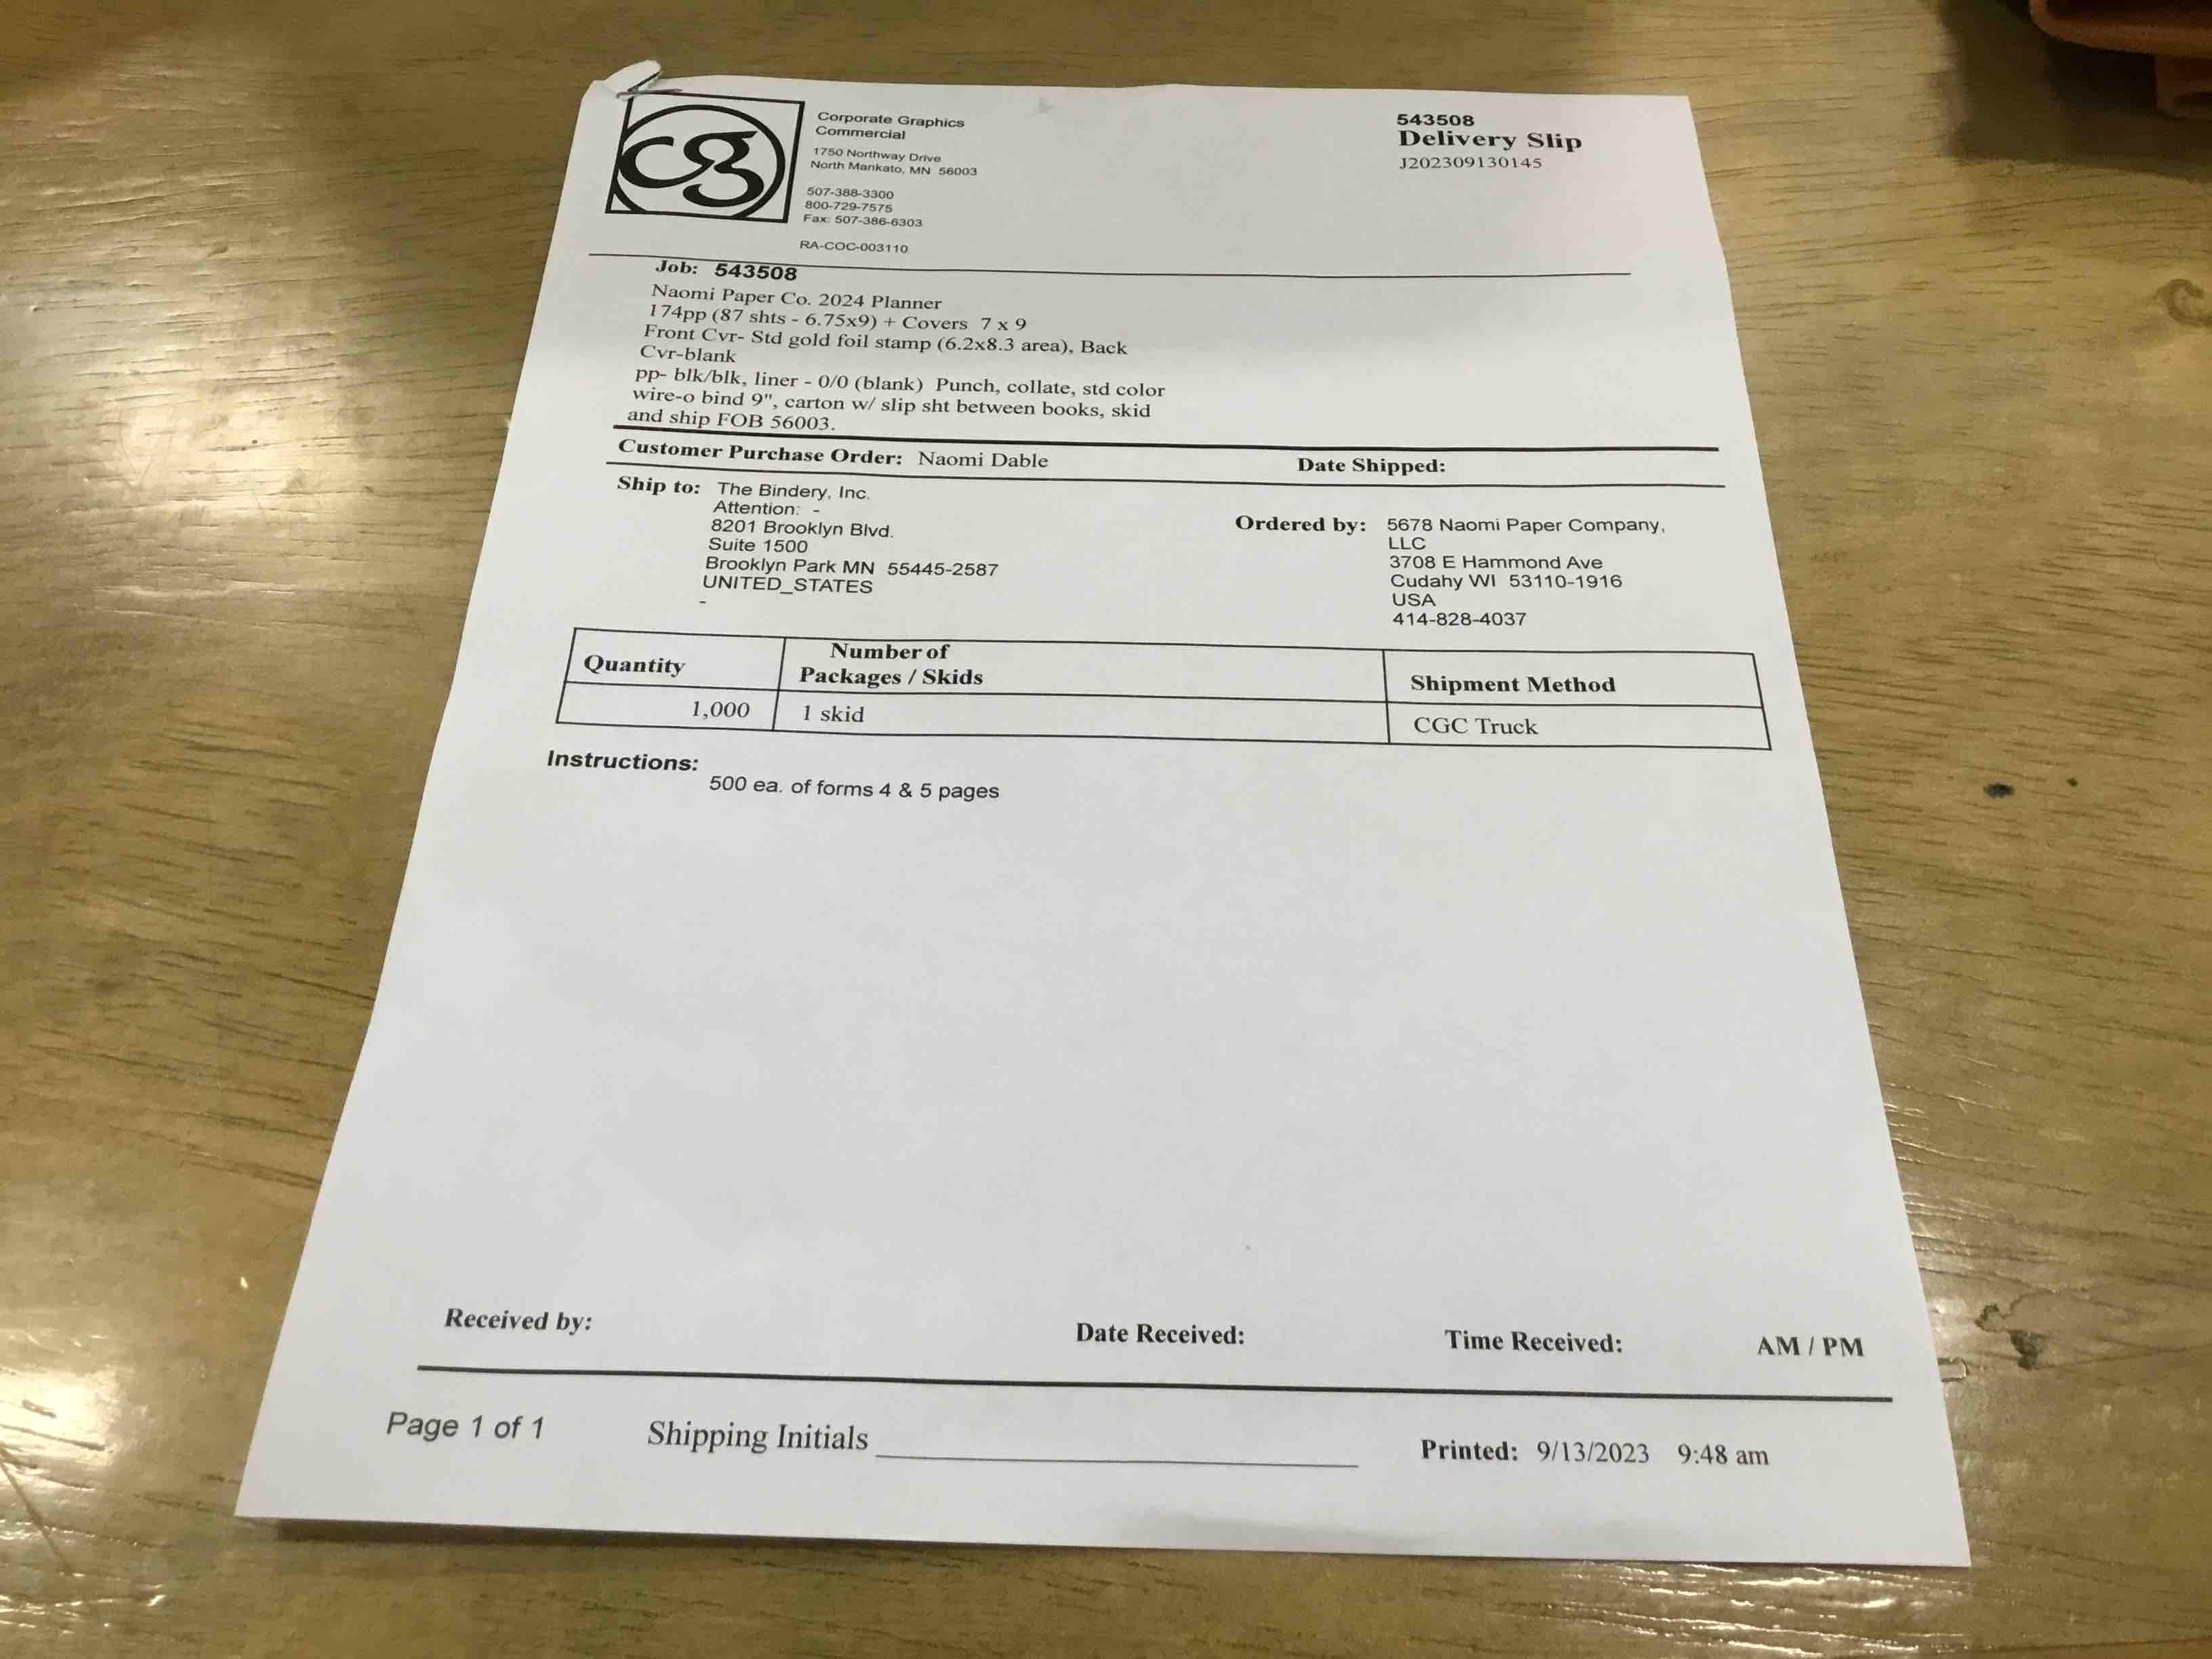 cg
Corporate Graphics
Commercial
1750 Northway Drive
North Mankato, MN 56003
507-388-3300
800-729-7575
Fax: 507-386-6303
RA-COC-003110
543508
Delivery Slip
J202309130145
Job: 543508
Naomi Paper Co. 2024 Planner
174pp (87 shts - 6.75x9) + Covers 7 x 9
Front Cvr- Std gold foil stamp (6.2x8.3 area), Back
Cvr-blank
pp- blk/blk, liner - 0/0 (blank) Punch, collate, std color
wire-o bind 9", carton w/ slip sht between books, skid
and ship FOB 56003.
Customer Purchase Order: Naomi Dable
Date Shipped:
Ship to: The Bindery, Inc.
Attention: -
8201 Brooklyn Blvd.
Suite 1500
Brooklyn Park MN 55445-2587
UNITED_STATES
-
Ordered by: 5678 Naomi Paper Company,
LLC
3708 E Hammond Ave
Cudahy WI 53110-1916
USA
414-828-4037
Quantity
Number of
Packages / Skids
Shipment Method
1,000
1 skid
CGC Truck
Instructions:
500 ea. of forms 4 & 5 pages
Received by:
Date Received:
Time Received:
AM / PM
Page 1 of 1
Shipping Initials
Printed: 9/13/2023 9:48 am